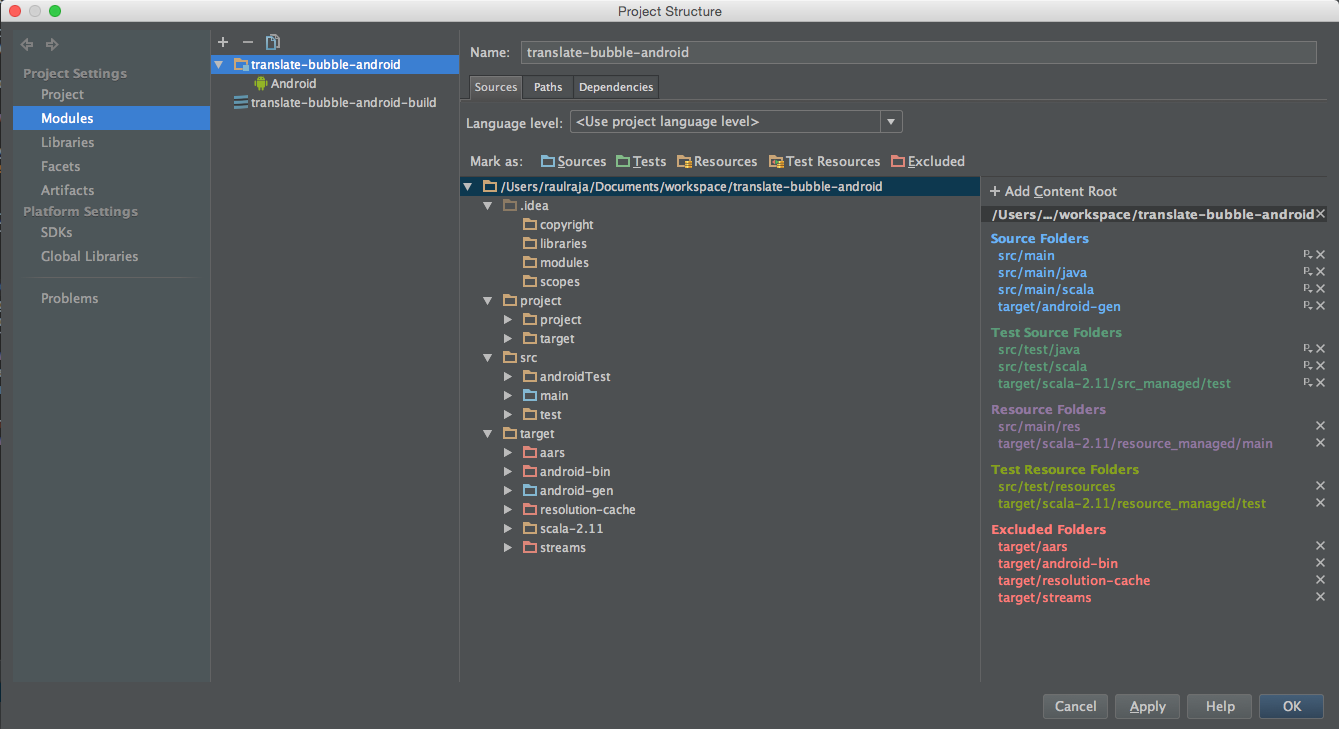 Project Structure
Project Settings
Project
Modules
Libraries
Facets
Artifacts
Platform Settings
SDKs
Global Libraries
Problems
translate-bubble-android
Android
translate-bubble-android-build
Name: translate-bubble-android
Sources Paths Dependencies
Language level: <Use project language level>
Mark as: Sources Tests Resources Test Resources Excluded
/Users/raulraja/Documents/workspace/translate-bubble-android
.idea
copyright
libraries
modules
scopes
project
project
target
src
androidTest
main
test
target
aars
android-bin
android-gen
resolution-cache
scala-2.11
streams
+ Add Content Root
/Users/.../workspace/translate-bubble-android
Source Folders
src/main
src/main/java
src/main/scala
target/android-gen
Test Source Folders
src/test/java
src/test/scala
target/scala-2.11/src_managed/test
Resource Folders
src/main/res
target/scala-2.11/resource_managed/main
Test Resource Folders
src/test/resources
target/scala-2.11/resource_managed/test
Excluded Folders
target/aars
target/android-bin
target/resolution-cache
target/streams
Cancel Apply Help OK